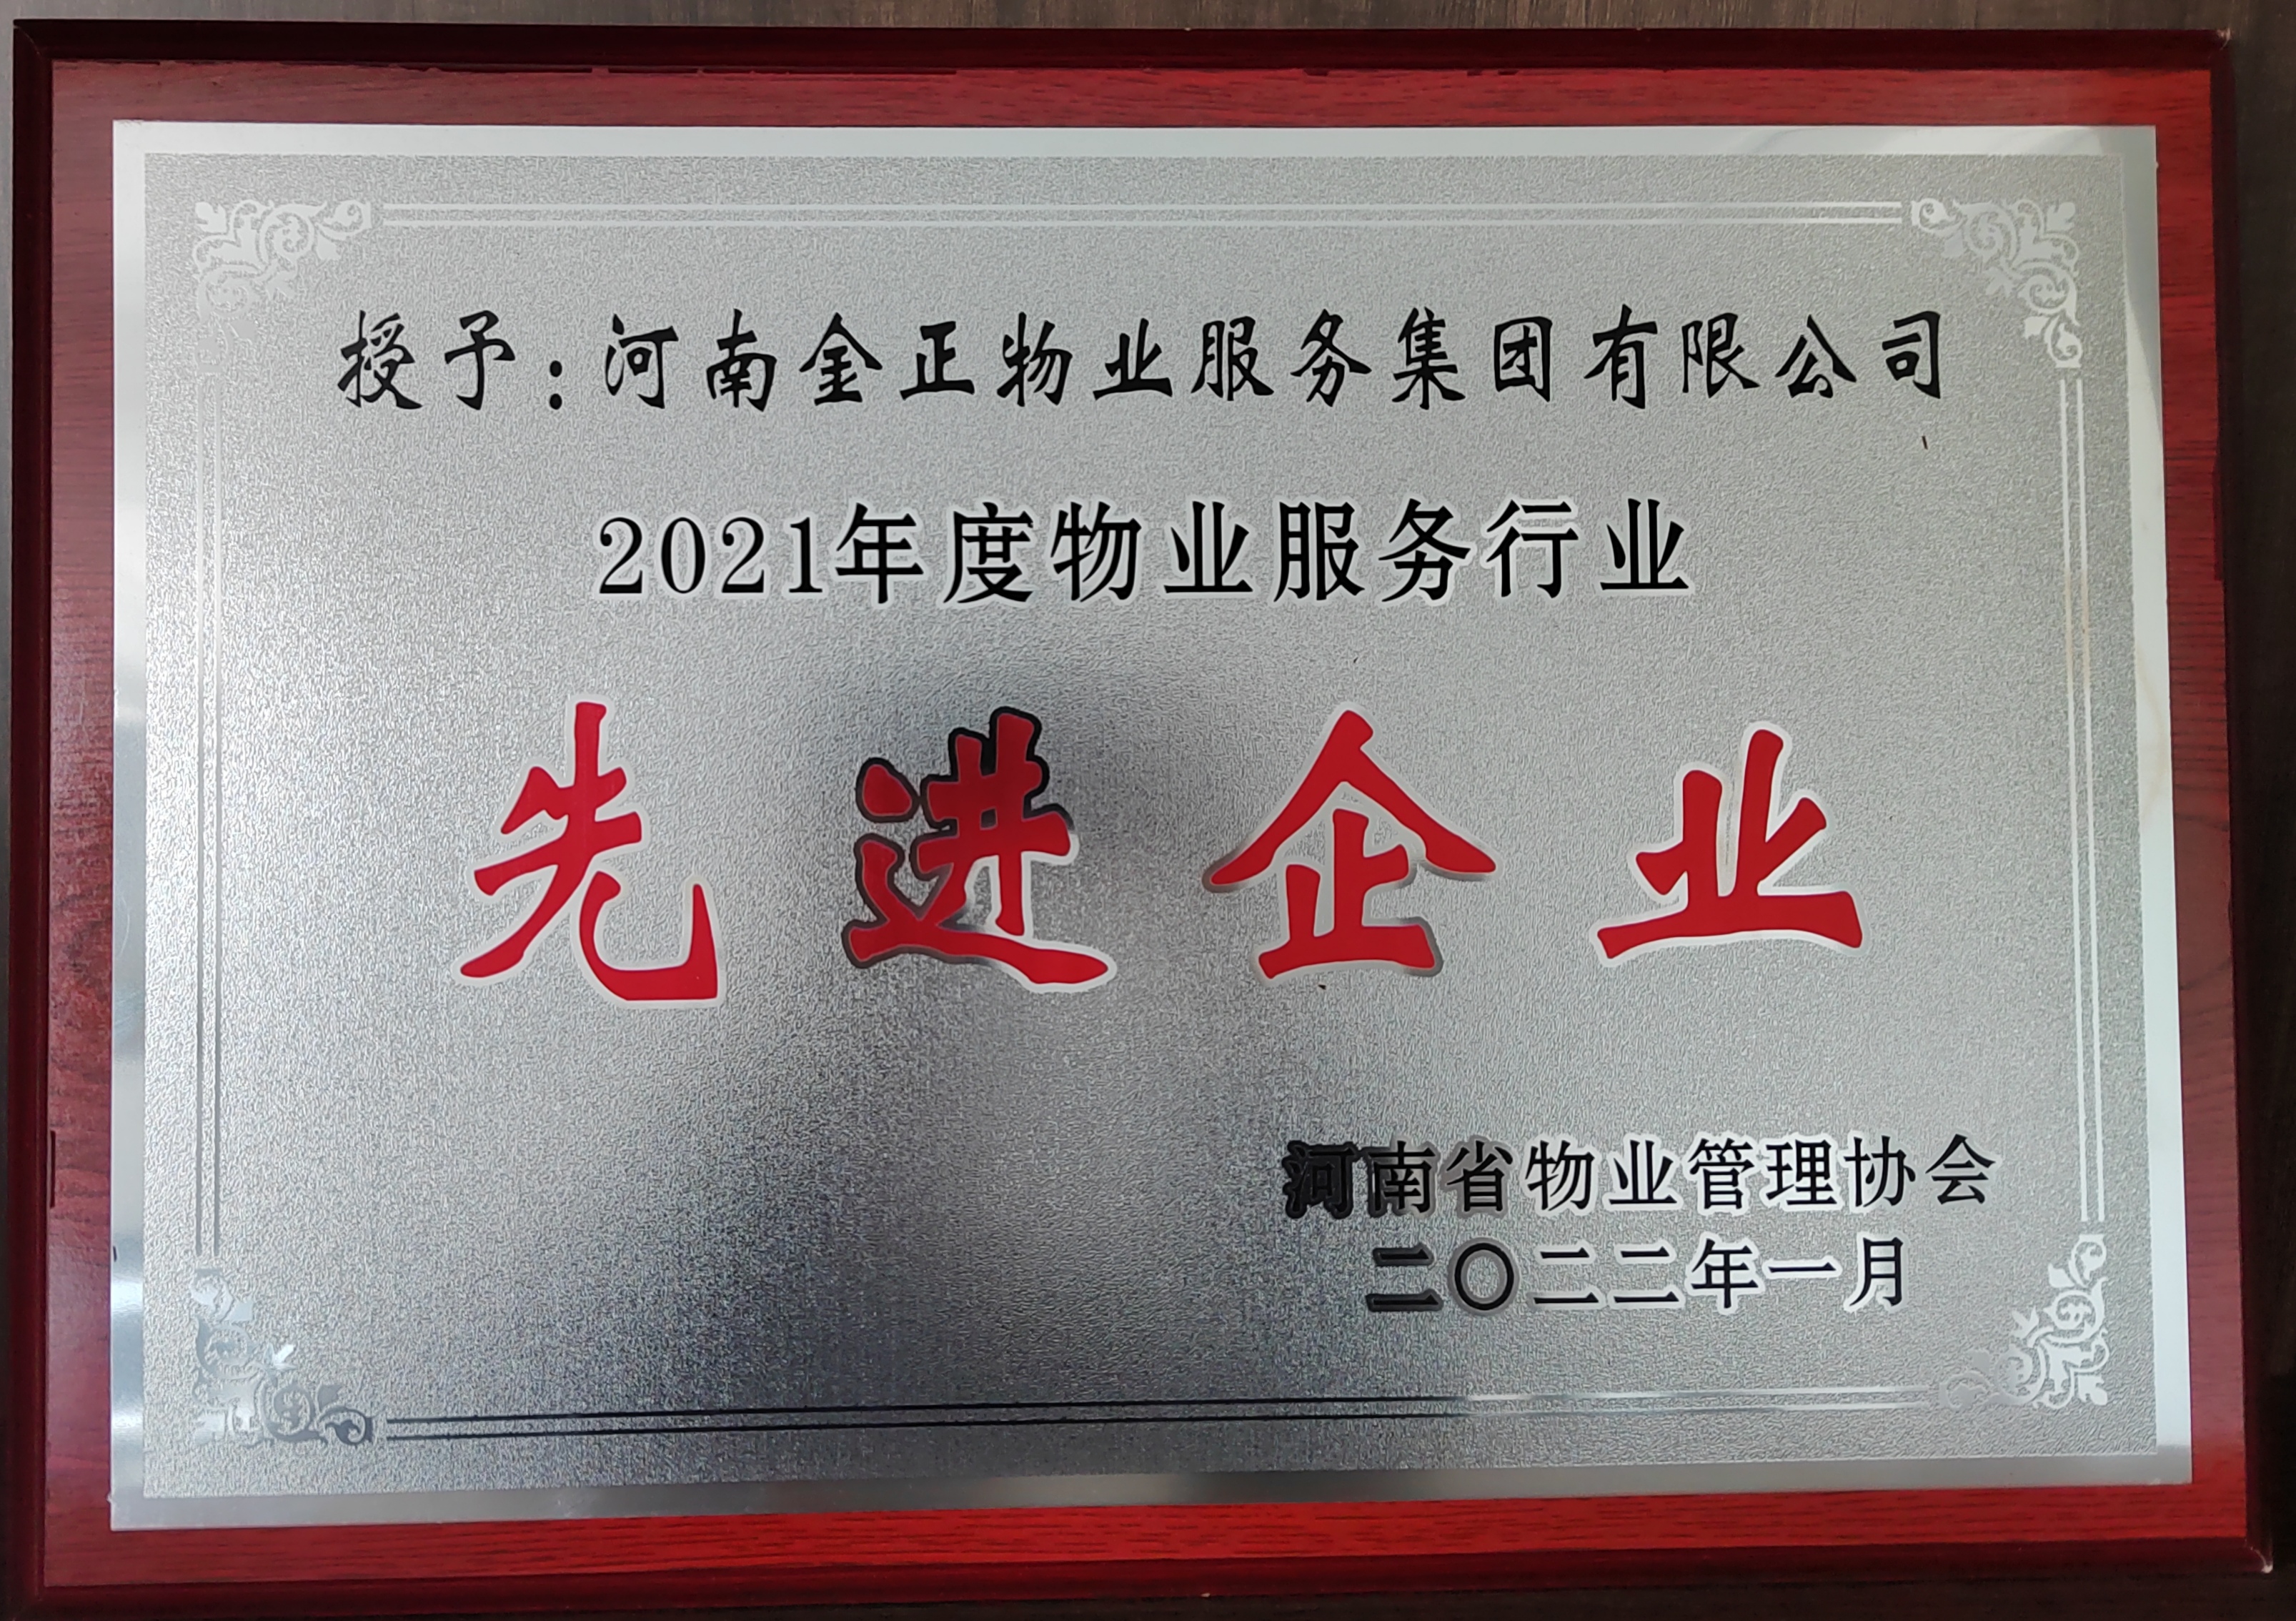 授予:河南金正物业服务集团有限公司
2021年度物业服务行业
先进企业
河南省物业管理协会
二〇二二年一月